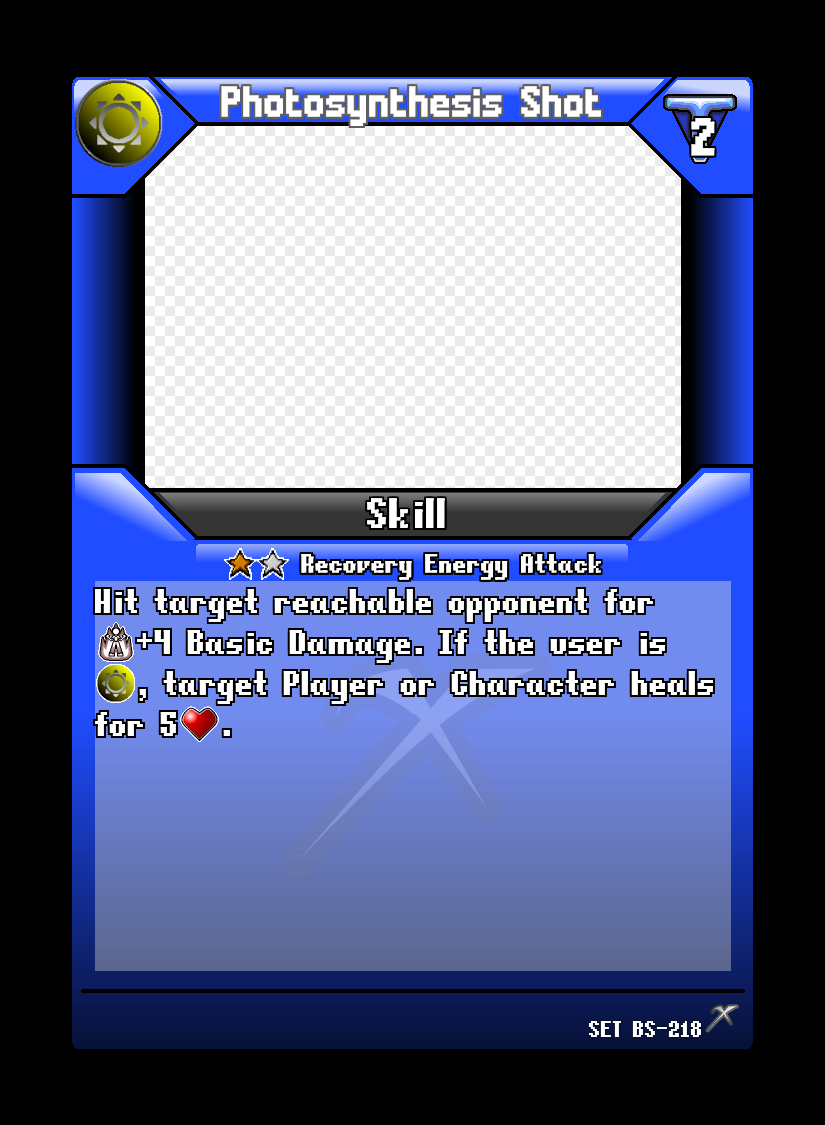 Photosynthesis Shot
2
Skill
Recovery Energy Attack
Hit target reachable opponent for
+4 Basic Damage. If the user is
, target Player or Character heals
for 5.
SET BS-218